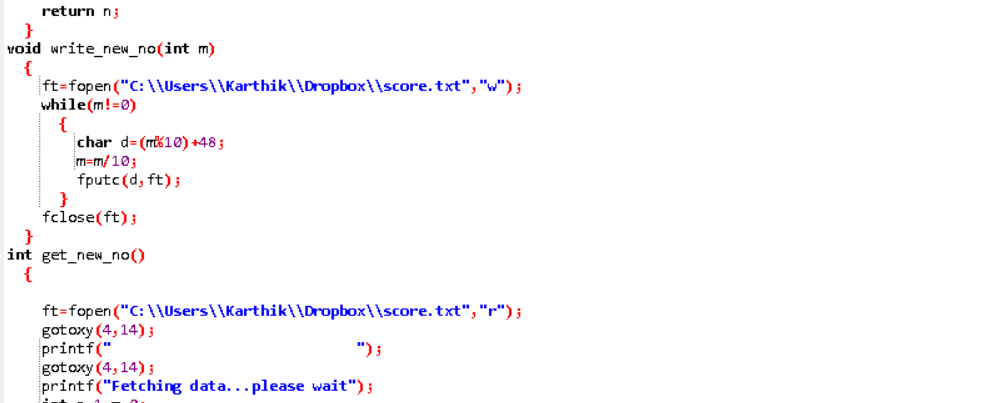 return n;
}
void write_new_no(int m)
{
ft=fopen("C:\\Users\\Karthik\\Dropbox\\score.txt","w");
while(m!=0)
{
char d=(m%10)+48;
m=m/10;
fputc(d,ft);
}
fclose(ft);
}
int get_new_no()
{
ft=fopen("C:\\Users\\Karthik\\Dropbox\\score.txt","r");
gotoxy(4,14);
printf("                              ");
gotoxy(4,14);
printf("Fetching data...please wait");